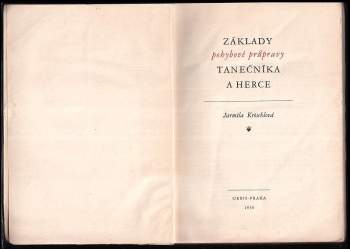 ZÁKLADY
pohybové průpravy
TANEČNÍKA
A HERCE
Jarmila Kröschlová
ORBIS-PRAHA